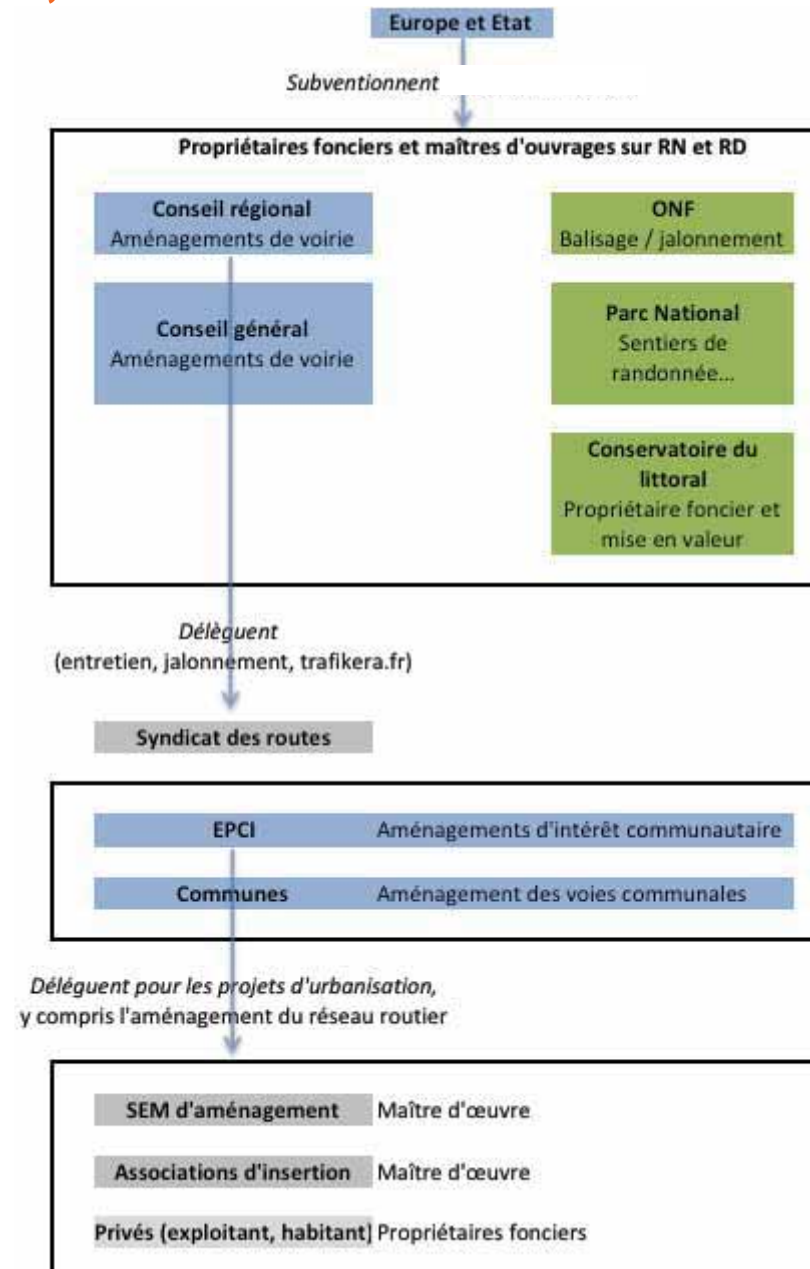 Europe et Etat
Subventionnent
Propriétaires fonciers et maîtres d'ouvrages sur RN et RD
Conseil régional
Aménagements de voirie
ONF
Balisage / jalonnement
Conseil général
Aménagements de voirie
Parc National
Sentiers de
randonnée...
Conservatoire du
littoral
Propriétaire foncier et
mise en valeur
Délèguent
(entretien, jalonnement, trafikera.fr)
Syndicat des routes
EPCI Aménagements d'intérêt communautaire
Communes Aménagement des voies communales
Déléguent pour les projets d'urbanisation,
y compris l'aménagement du réseau routier
SEM d'aménagement Maître d'œuvre
Associations d'insertion Maître d'œuvre
Privés (exploitant, habitant) Propriétaires fonciers